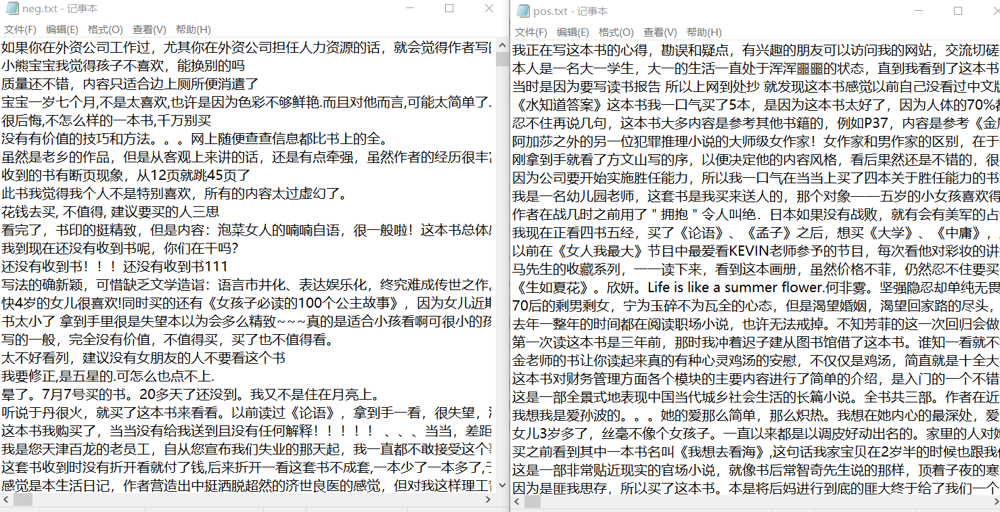 neg.txt - 记事本
文件(F) 编辑(E) 格式(O) 查看(V) 帮助(H)
如果你在外资公司工作过，尤其你在外资公司担任人力资源的话，就会觉得作者写的
小熊宝宝我觉得孩子不喜欢，能换别的吗
质量还不错，内容只适合边上厕所便消遣了
宝宝一岁七个月,不是太喜欢,也许是因为色彩不够鲜艳.而且对他而言,可能太简单了.
很后悔,不怎么样的一本书,千万别买
没有有价值的技巧和方法。。。网上随便查查信息都比书上的全。
虽然是老乡的作品，但是从客观上来讲的话，还是有点牵强，虽然作者的经历很丰富
收到的书有断页现象，从12页就跳45页了
此书我觉得我个人不是特别喜欢，所有的内容太过虚幻了。
花钱去买, 不值得, 建议要买的人三思
看完了，书印的挺精致，但是内容：泡菜女人的喃喃自语，很一般啦！这本书总体感
我到现在还没有收到书呢，你们在干吗?
还没有收到书！！！还没有收到书111
写法的确新颖，可惜缺乏文学造诣：语言市井化、表达娱乐化，终究难成传世之作。
快4岁的女儿很喜欢!同时买的还有《女孩子必读的100个公主故事》，因为女儿近期
书太小了 拿到手里很是失望本以为会多么精致~~~真的是适合小孩看啊可很小的孩
写的一般，完全没有价值，不值得买，买了也不值得看。
太不好看列，建议没有女朋友的人不要看这个书
我要修正,是五星的.可怎么也点不上.
晕了。7月7号买的书。20多天了还没到。我又不是住在月亮上。
听说于丹很火，就买了这本书来看看。以前读过《论语》，拿到手一看，很失望，
这本书我购买了，当当没有给我送到且没有任何解释！！！！！ 、、、当当，差距
我是您天津百龙的老员工，自从您宣布我们失业的那天起，我一直都不敢接受这个事
这套书收到时没有折开看就付了钱,后来折开一看这套书不成套,一本少了一本多了,
感觉是本生活日记，作者营造出中挺洒脱超然的济世良医的感觉，但对我这样理工
pos.txt - 记事本
文件(F) 编辑(E) 格式(O) 查看(V) 帮助(H)
我正在写这本书的心得，勘误和疑点，有兴趣的朋友可以访问我的网站，交流切磋
本人是一名大一学生，大一的生活一直处于浑浑噩噩的状态，直到我看到了这本书
当时是因为要写读书报告 所以上网到处抄 就发现这本书感觉以前自己没看过中文版
《水知道答案》这本书我一口气买了5本，是因为这本书太好了，因为人体的70%都
忍不住再说几句，这本书大多内容是参考其他书籍的，例如P37，内容是参考《金
阿加莎之外的另一位犯罪推理小说的大师级女作家！女作家和男作家的区别，在于
刚拿到手就看了方文山写的序，以便决定他的内容风格，看后果然还是不错的，很
因为公司要开始实施胜任能力，所以我一口气在当当上买了四本关于胜任能力的书
我是一名幼儿园老师，这套书是我买来送人的，那个对象——五岁的小女孩喜欢得
作者在战几时之前用了＂拥抱＂令人叫绝．日本如果没有战败，就有会有美军的占
我现在正看四书五经，买了《论语》、《孟子》之后，想买《大学》、《中庸》，
以前在《女人我最大》节目中最爱看KEVIN老师参予的节目，每次看他对彩妆的讲
马先生的收藏系列，一一读下来，看到这本画册，虽然价格不菲，仍然忍不住要买
《生如夏花》。欣妍。Life is like a summer flower.何非雾。坚强隐忍却单纯无畏
70后的剩男剩女，宁为玉碎不为瓦全的心态，但是渴望婚姻，渴望回家路的尽头，
去年一整年的时间都在阅读职场小说，也许无法戒掉。不知芳菲的这一次回归会做
第一次读这本书是三年前，那时我冲着迟子建从图书馆借了这本书。谁知一看就不
金老师的书让你读起来真的有种心灵鸡汤的安慰，不仅仅是鸡汤，简直就是十全大
这本书对财务管理方面各个模块的主要内容进行了简单的介绍，是入门的一个不错
这是一部全景式地表现中国当代城乡社会生活的长篇小说。全书共三部。作者在近
我想我是爱孙波的。。。她的爱那么简单，那么炽热。我想在她内心的最深处，爱
女儿3岁多了，丝毫不像个女孩子。一直以来都是以调皮好动出名的。家里的人对她
买之前看到其中一本书名叫《我想去看海》,这句话我家宝贝在2岁半的时候也跟我
这是一部非常贴近现实的官场小说，就像书后常智奇先生说的那样，顶着子夜的寒
因为是匪我思存，所以买了这本书。本是将后妈进行到底的匪大终于给了我们一个